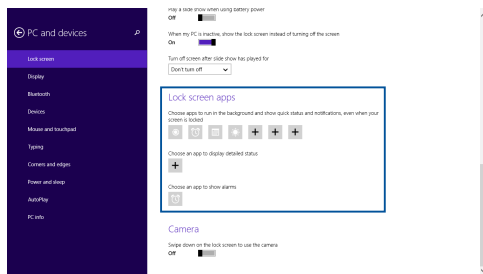 Play a slide show when using battery power
Off
When my PC is inactive, show the lock screen instead of turning off the screen
On
Turn off screen after slide show has played for
Don't turn off
PC and devices
Lock screen
Display
Bluetooth
Devices
Mouse and touchpad
Typing
Corners and edges
Power and sleep
AutoPlay
PC info
Lock screen apps
Choose apps to run in the background and show quick status and notifications, even when your
screen is locked
Choose an app to display detailed status
Choose an app to show alarms
Camera
Swipe down on the lock screen to use the camera
Off